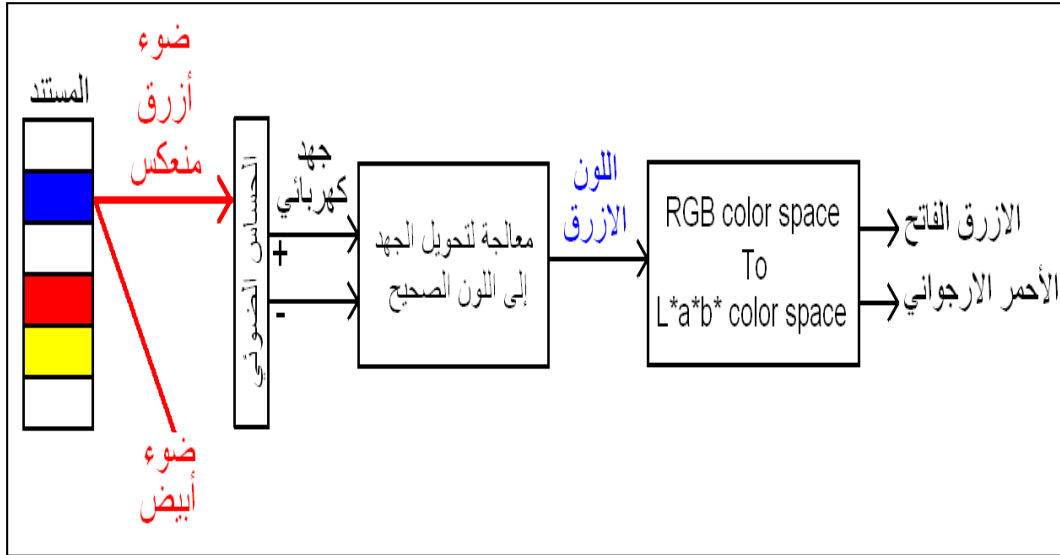 المستند
ضوء
أزرق
منعكس
ضوء
أبيض
الحساس الضوئي
جهد
كهربائي
+
-
معالجة لتحويل الجهد
إلى اللون الصحيح
اللون
الازرق
RGB color space
To
L*a*b* color space
الازرق الفاتح
الأحمر الارجواني